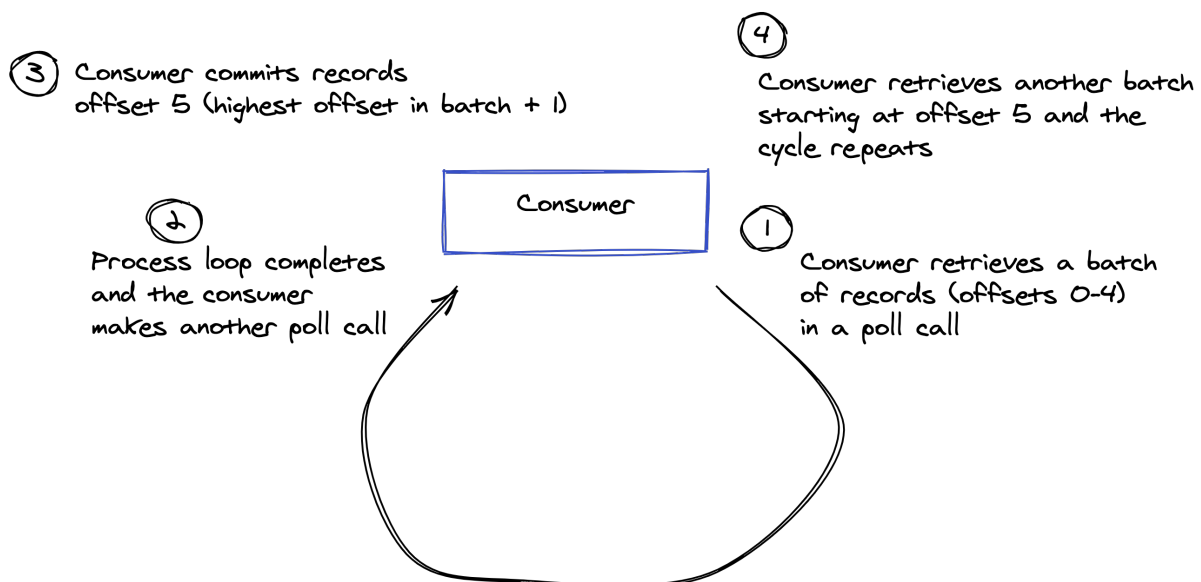 3
Consumer commits records
offset 5 (highest offset in batch + 1)
4
Consumer retrieves another batch
starting at offset 5 and the
cycle repeats
Consumer
2
Process loop completes
and the consumer
makes another poll call
1
Consumer retrieves a batch
of records (offsets 0-4)
in a poll call